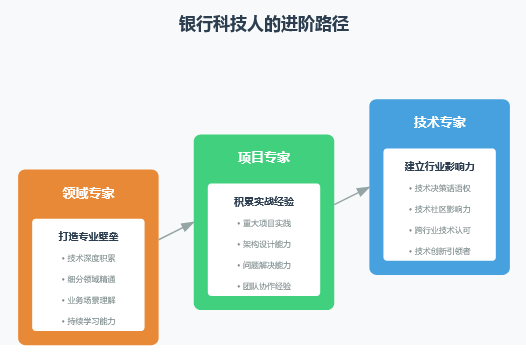 银行科技人的进阶路径
领域专家
打造专业壁垒
• 技术深度积累
• 细分领域精通
• 业务场景理解
• 持续学习能力
项目专家
积累实战经验
• 重大项目实践
• 架构设计能力
• 问题解决能力
• 团队协作经验
技术专家
建立行业影响力
• 技术决策话语权
• 技术社区影响力
• 跨行业技术认可
• 技术创新引领者